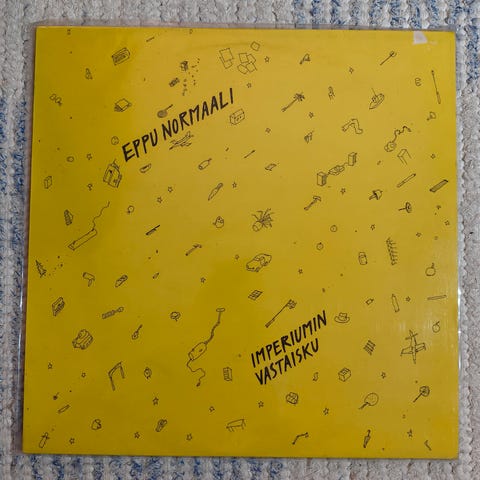 EPPU NORMAALI
IMPERIUMIN
VASTAISKU